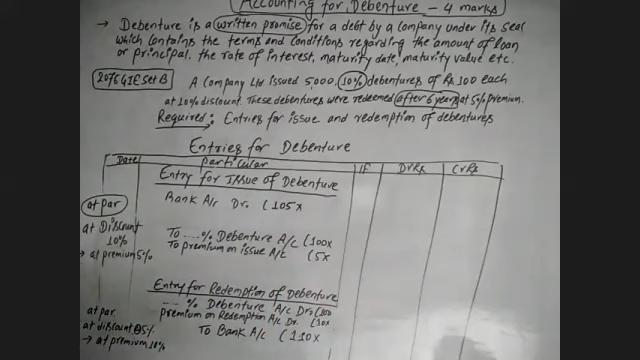 Accounting for Debenture - 4 marks
→ Debenture is a written promise for a debt by a company under its seal
which contains the terms and conditions regarding the amount of loan
or principal, the rate of interest, maturity date, maturity value etc.
2076 GIE Set B A Company Ltd issued 5,000, 10% debentures of Rs 100 each
at 10% discount. These debentures were redeemed after 6 years at 5% premium.
Required: Entries for issue and redemption of debentures
Entries for Debenture
Date Particular lF Dr Rs Cr Rs
Entry for Issue of Debenture
at par Bank A/c Dr. (105x
at Discount 10% To ....% Debenture A/c (100x
→ at premium 5% To premium on issue A/c (5x
Entry for Redemption of Debenture
at par ....% Debenture A/c Dr. (100
at discount @5% premium on Redemption A/c Dr. (10x
→ at premium 10% To Bank A/c (110x